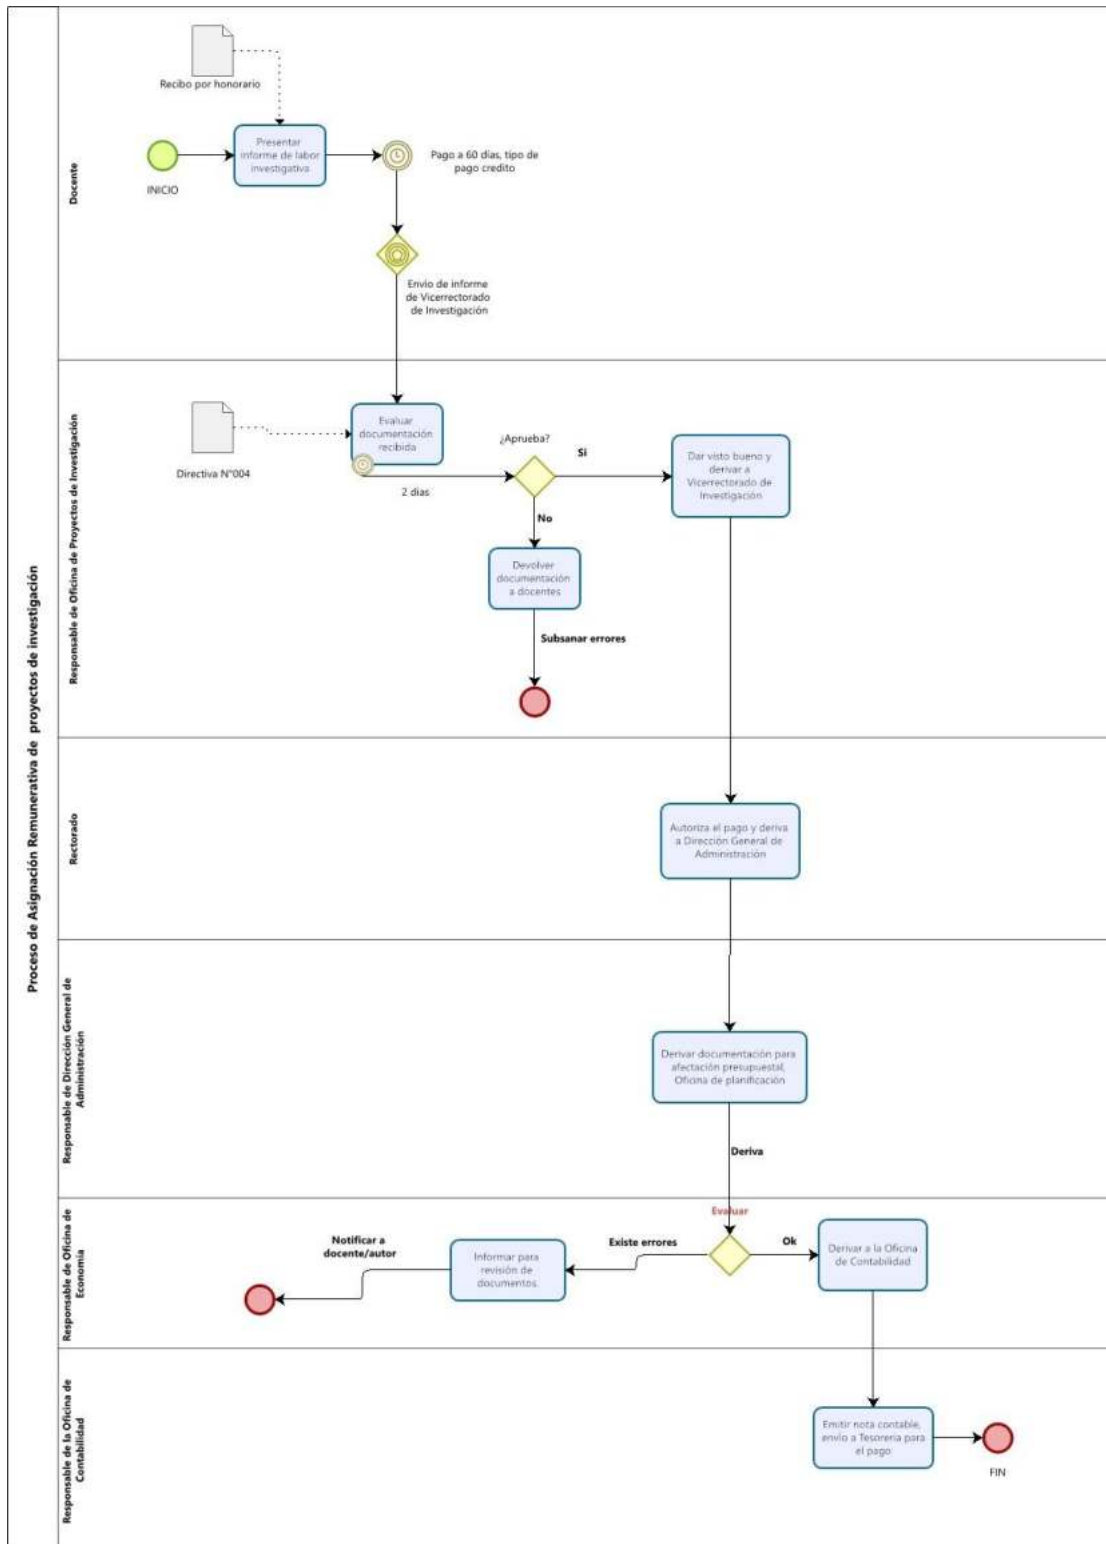 Proceso de Asignación Remunerativa de proyectos de investigación
Docente
Recibo por honorario
INICIO
Presentar
informe de labor
investigativa
Pago a 60 días, tipo de
pago credito
Envio de informe
de Vicerrectorado
de Investigación
Responsable de Oficina de Proyectos de Investigación
Directiva N°004
Evaluar
documentación
recibida
2 dias
¿Aprueba?
Si
No
Dar visto bueno y
derivar a
Vicerrectorado de
Investigación
Devolver
documentación
a docentes
Subsanar errores
Rectorado
Autoriza el pago y deriva
a Dirección General de
Administración
Responsable de Dirección General de
Administración
Derivar documentación para
afectación presupuestal,
Oficina de planificación
Deriva
Responsable de Oficina de
Economía
Evaluar
Existe errores
Ok
Notificar a
docente/autor
Informar para
revisión de
documentos.
Derivar a la Oficina
de Contabilidad
Responsable de la Oficina de
Contabilidad
Emitir nota contable,
envío a Tesoreria para
el pago
FIN